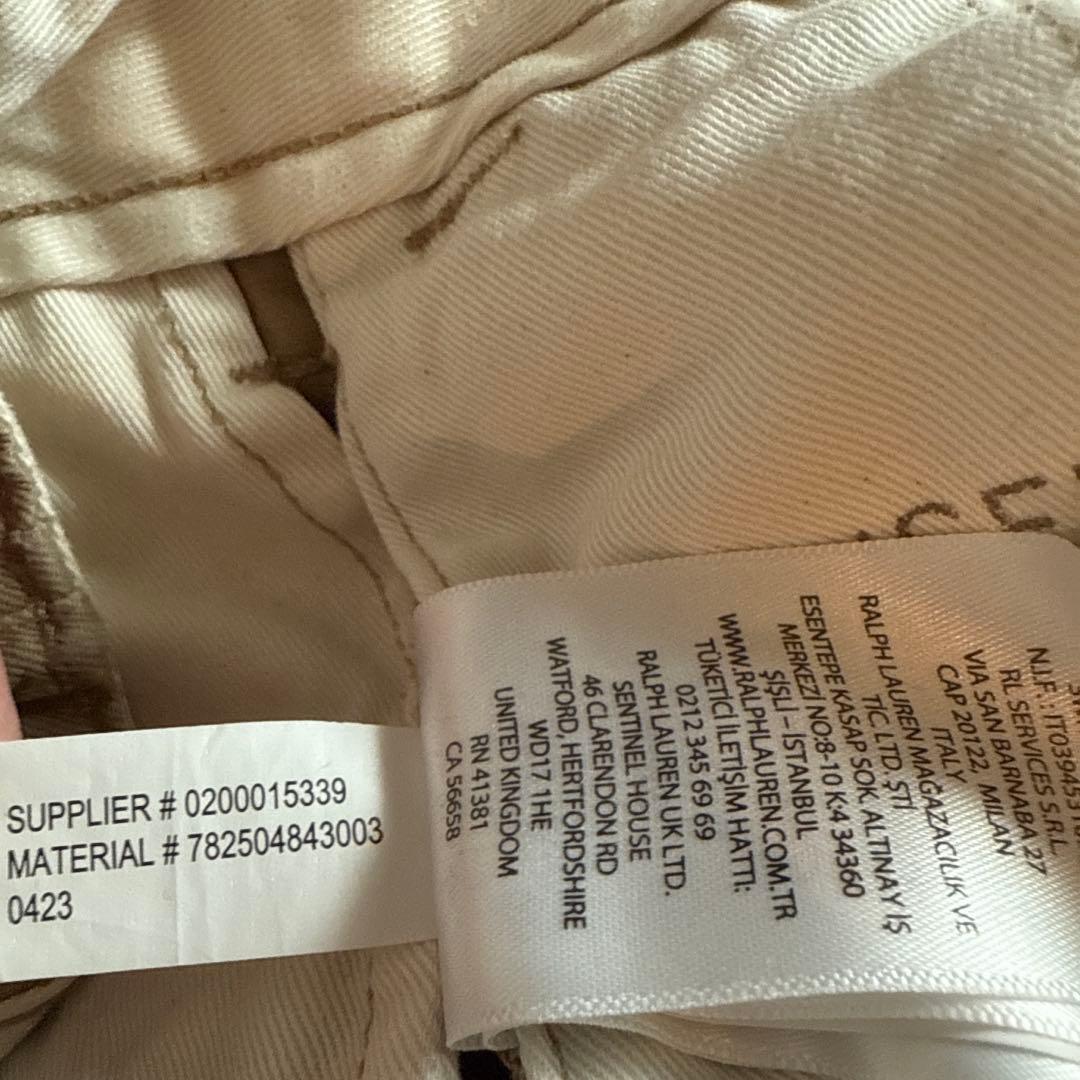 SUPPLIER # 0200015339
MATERIAL # 782504843003
0423
RL SERVICES S.R.L.
VIA SAN BARNABA 27
CAP 20122, MILAN
ITALY
RALPH LAUREN MAĞAZACILIK VE
TİC. LTD. ŞTİ
ESENTEPE KASAP SOK. ALTINAY İŞ
MERKEZİ NO:8-10 K:4 34360
ŞİŞLİ – İSTANBUL
WWW.RALPHLAUREN.COM.TR
TÜKETİCİ İLETİŞİM HATTI:
0212 345 69 69
RALPH LAUREN UK LTD.
SENTINEL HOUSE
46 CLARENDON RD
WATFORD, HERTFORDSHIRE
WD17 1HE
UNITED KINGDOM
RN 41381
CA 56658